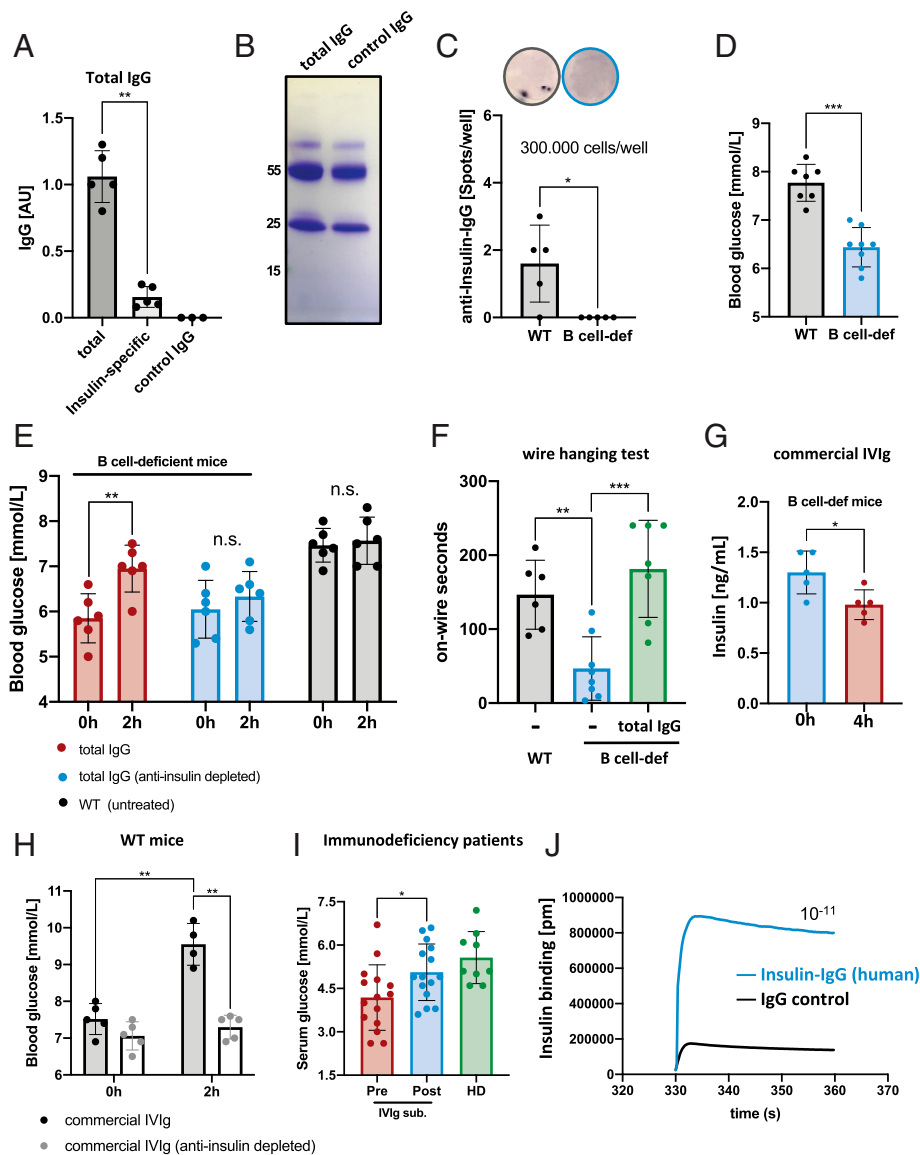 A
Total IgG
**
1.5
1.0
0.5
0.0
IgG [AU]
total
Insulin-specific
control IgG
B
total IgG
control IgG
55
25
15
C
6
4
2
0
anti-Insulin-IgG [Spots/well]
300.000 cells/well
*
WT
B cell-def
D
***
9
8
7
6
5
Blood glucose [mmol/L]
WT
B cell-def
E
B cell-deficient mice
9
8
7
6
5
4
Blood glucose [mmol/L]
**
n.s.
n.s.
0h
2h
0h
2h
0h
2h
total IgG
total IgG (anti-insulin depleted)
WT (untreated)
F
wire hanging test
300
200
100
0
on-wire seconds
**
***
-
-
total IgG
WT
B cell-def
G
commercial IVIg
B cell-def mice
2.0
1.5
1.0
0.5
0.0
Insulin [ng/mL]
*
0h
4h
H
WT mice
11
10
9
8
7
6
Blood glucose [mmol/L]
**
**
0h
2h
commercial IVIg
commercial IVIg (anti-insulin depleted)
I
Immunodeficiency patients
7.5
6.0
4.5
3.0
1.5
Serum glucose [mmol/L]
*
Pre
Post
HD
IVIg sub.
J
1000000
800000
600000
400000
200000
0
Insulin binding [pm]
10-11
Insulin-IgG (human)
IgG control
320
330
340
350
360
370
time (s)